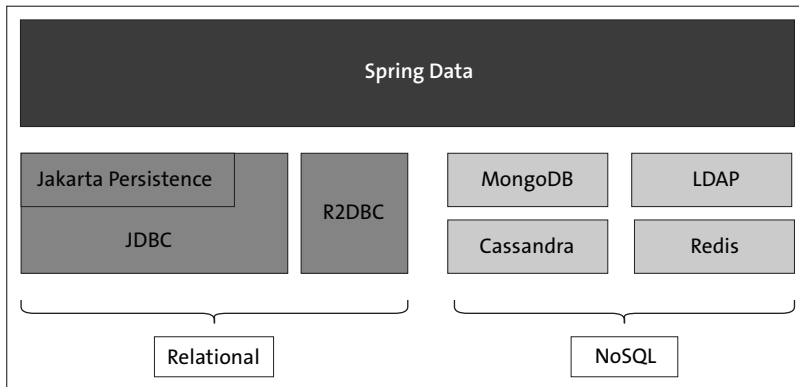 Spring Data
Jakarta Persistence
JDBC
R2DBC
MongoDB
LDAP
Cassandra
Redis
Relational
NoSQL